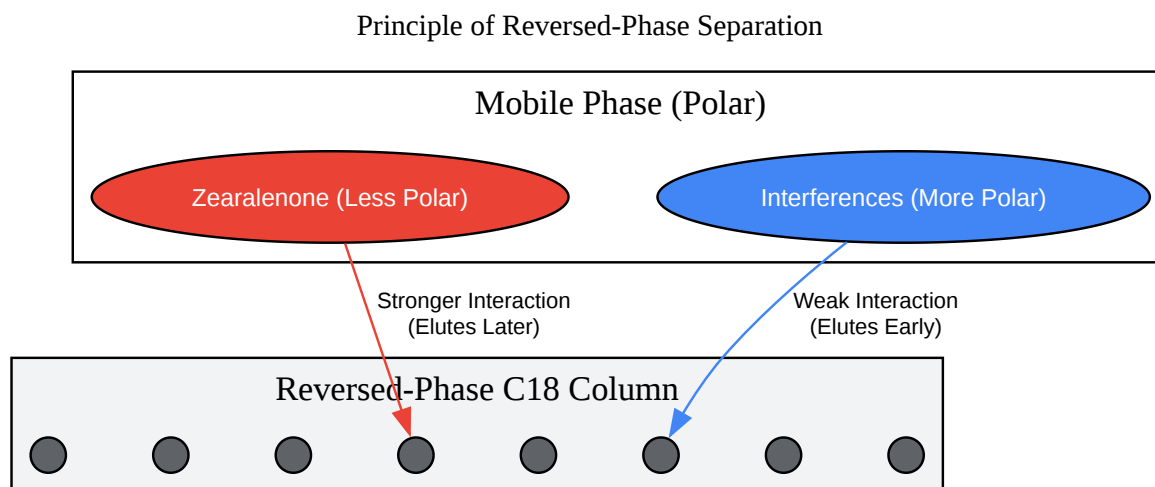 Principle of Reversed-Phase Separation
Mobile Phase (Polar)
Zearalenone (Less Polar)
Interferences (More Polar)
Stronger Interaction
(Elutes Later)
Weak Interaction
(Elutes Early)
Reversed-Phase C18 Column